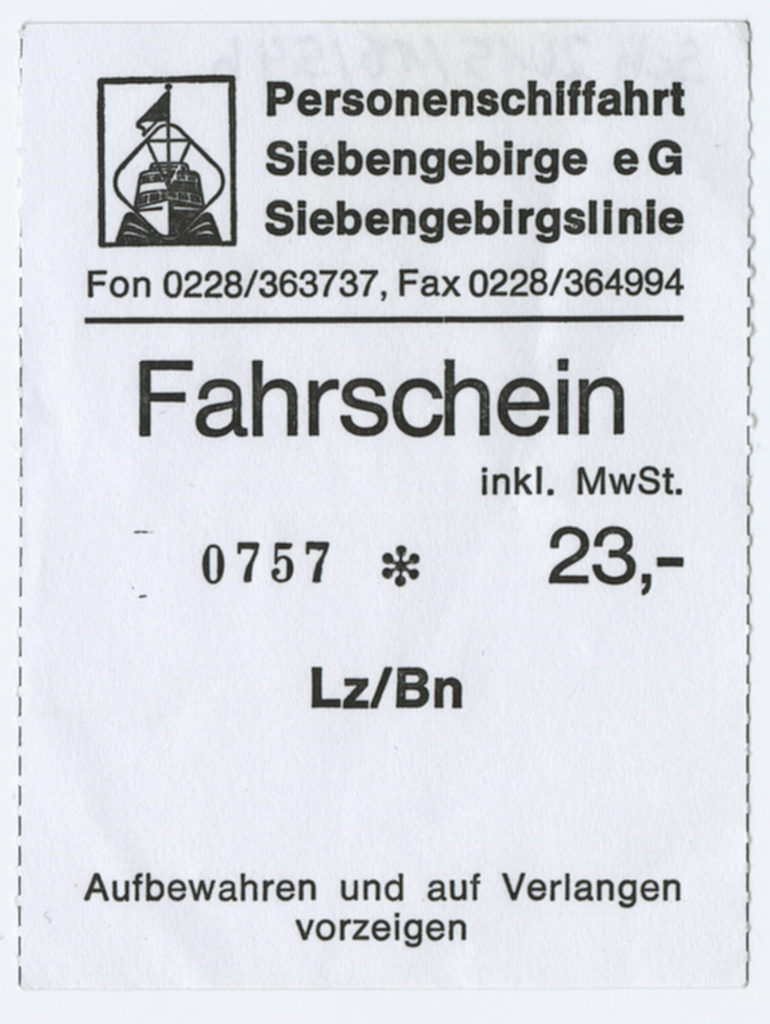 Personenschiffahrt
Siebengebirge eG
Siebengebirgslinie
Fon 0228/363737, Fax 0228/364994
Fahrschein
inkl. MwSt.
0757 * 23,-
Lz/Bn
Aufbewahren und auf Verlangen
vorzeigen